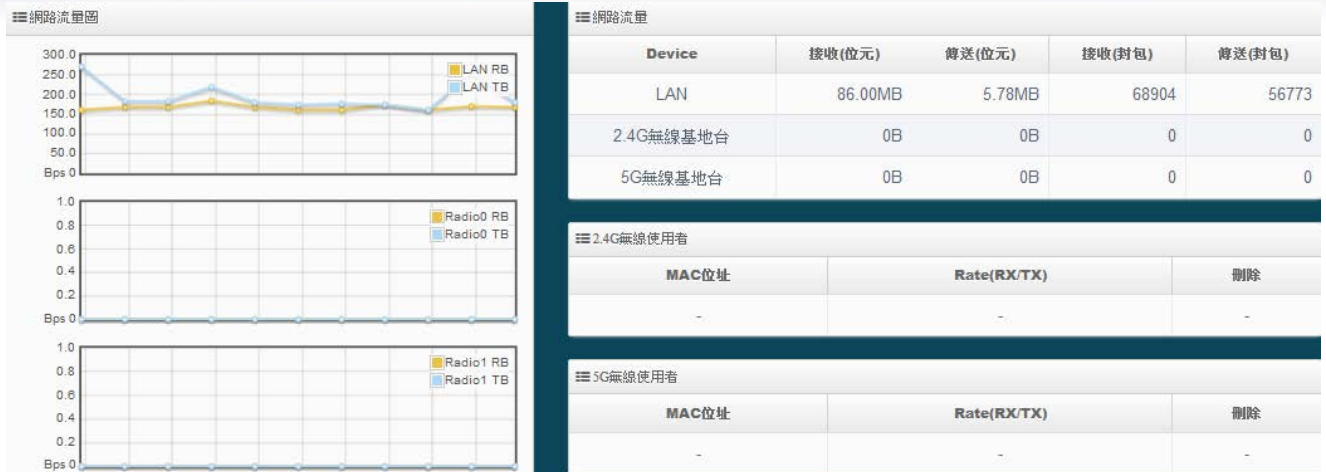 網路流量圖
300.0
250.0
200.0
150.0
100.0
50.0
Bps 0
LAN RB
LAN TB
1.0
0.8
0.6
0.4
0.2
Bps 0
Radio0 RB
Radio0 TB
1.0
0.8
0.6
0.4
0.2
Bps 0
Radio1 RB
Radio1 TB
網路流量
Device 接收(位元) 傳送(位元) 接收(封包) 傳送(封包)
LAN 86.00MB 5.78MB 68904 56773
2.4G無線基地台 0B 0B 0 0
5G無線基地台 0B 0B 0 0
2.4G無線使用者
MAC位址 Rate(RX/TX) 刪除
- - -
5G無線使用者
MAC位址 Rate(RX/TX) 刪除
- - -